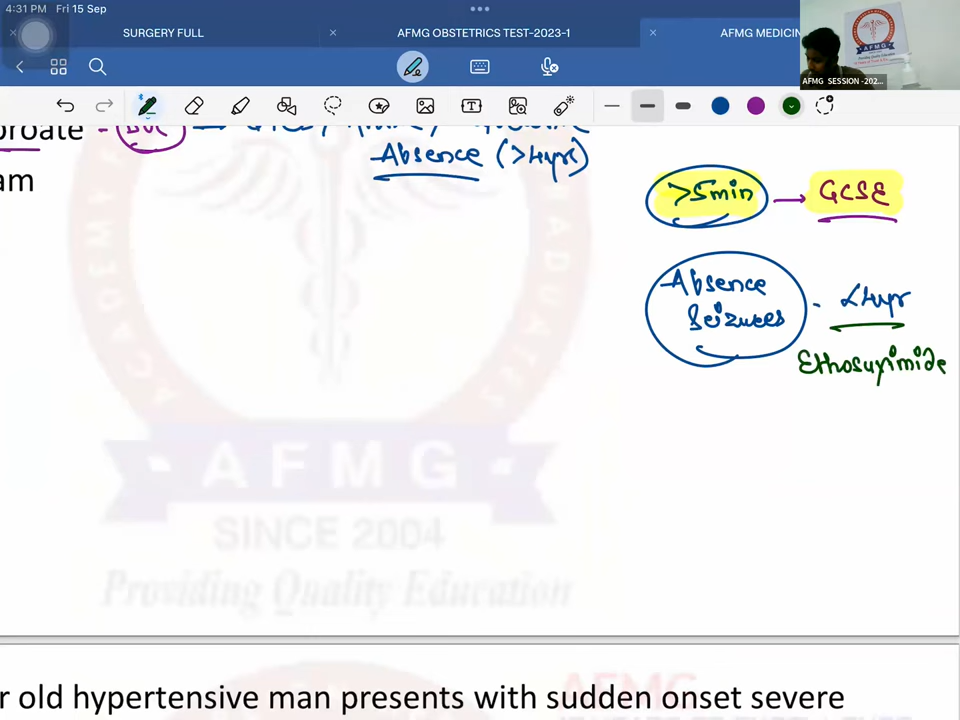 4:31 PM Fri 15 Sep
SURGERY FULL
AFMG OBSTETRICS TEST-2023-1
AFMG MEDICIN
AFMG
AFMG SESSION -202...
T
oroate - 
Absence (>4yr)
am
>5min → GCSE
Absence
Seizures - <4yr
Ethosuximide
AFMG
SINCE 2004
Providing Quality Education
r old hypertensive man presents with sudden onset severe